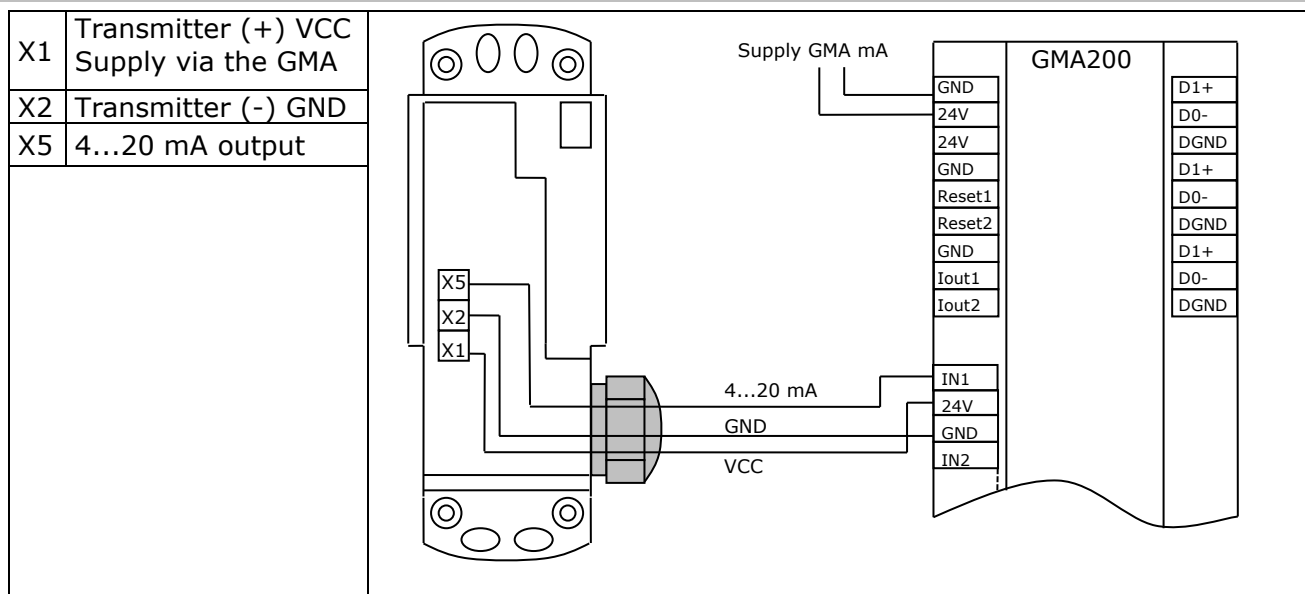 X1
Transmitter (+) VCC
Supply via the GMA
X2 Transmitter (-) GND
X5 4...20 mA output
X5
X2
X1
Supply GMA mA
GMA200
GND
24V
24V
GND
Reset1
Reset2
GND
Iout1
Iout2
IN1
24V
GND
IN2
D1+
D0-
DGND
D1+
D0-
DGND
D1+
D0-
DGND
4...20 mA
GND
VCC